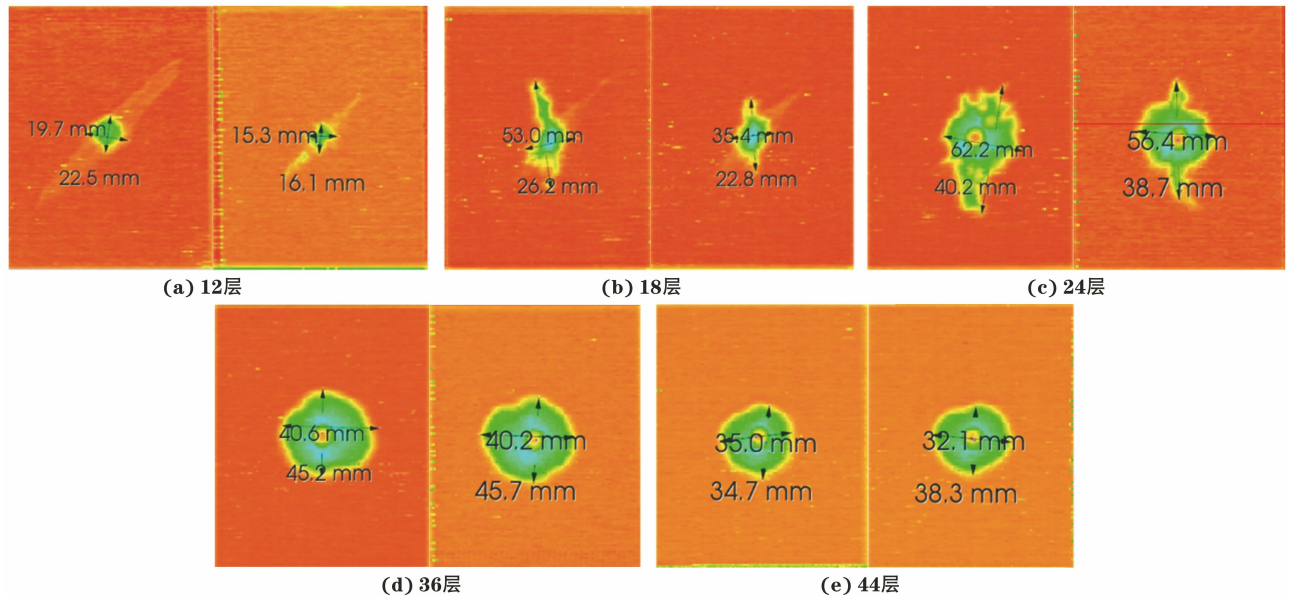 19.7 mm
22.5 mm
15.3 mm
16.1 mm
(a) 12层
53.0 mm
26.2 mm
35.4 mm
22.8 mm
(b) 18层
62.2 mm
40.2 mm
56.4 mm
38.7 mm
(c) 24层
40.6 mm
45.2 mm
40.2 mm
45.7 mm
(d) 36层
35.0 mm
34.7 mm
32.1 mm
38.3 mm
(e) 44层